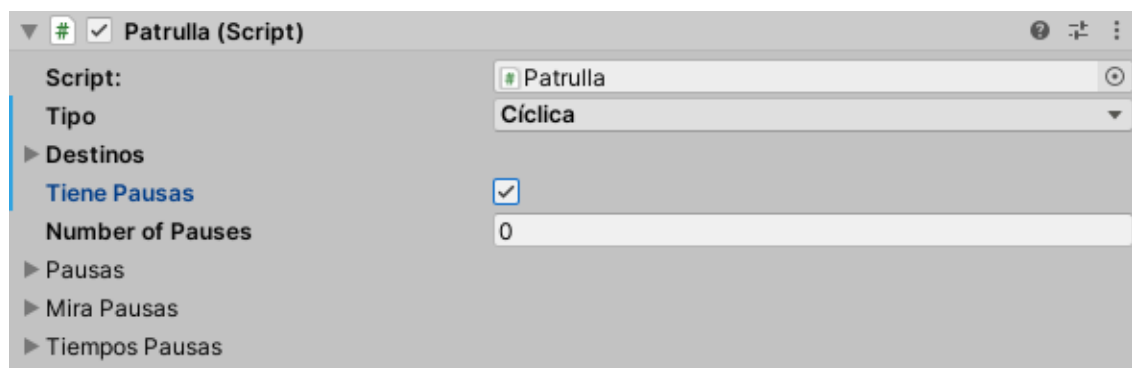 # Patrulla (Script)
Script: # Patrulla
Tipo Cíclica
Destinos
Tiene Pausas
Number of Pauses 0
Pausas
Mira Pausas
Tiempos Pausas